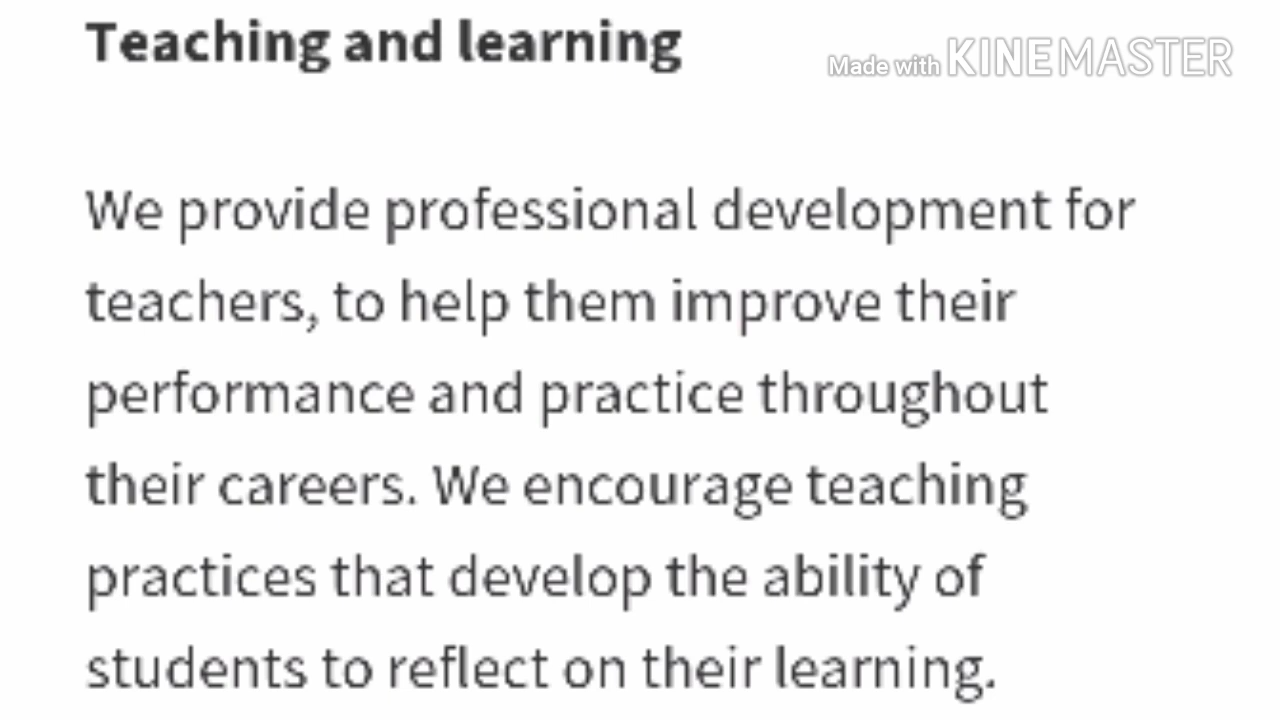 Teaching and learning
Made with KINEMASTER
We provide professional development for
teachers, to help them improve their
performance and practice throughout
their careers. We encourage teaching
practices that develop the ability of
students to reflect on their learning.